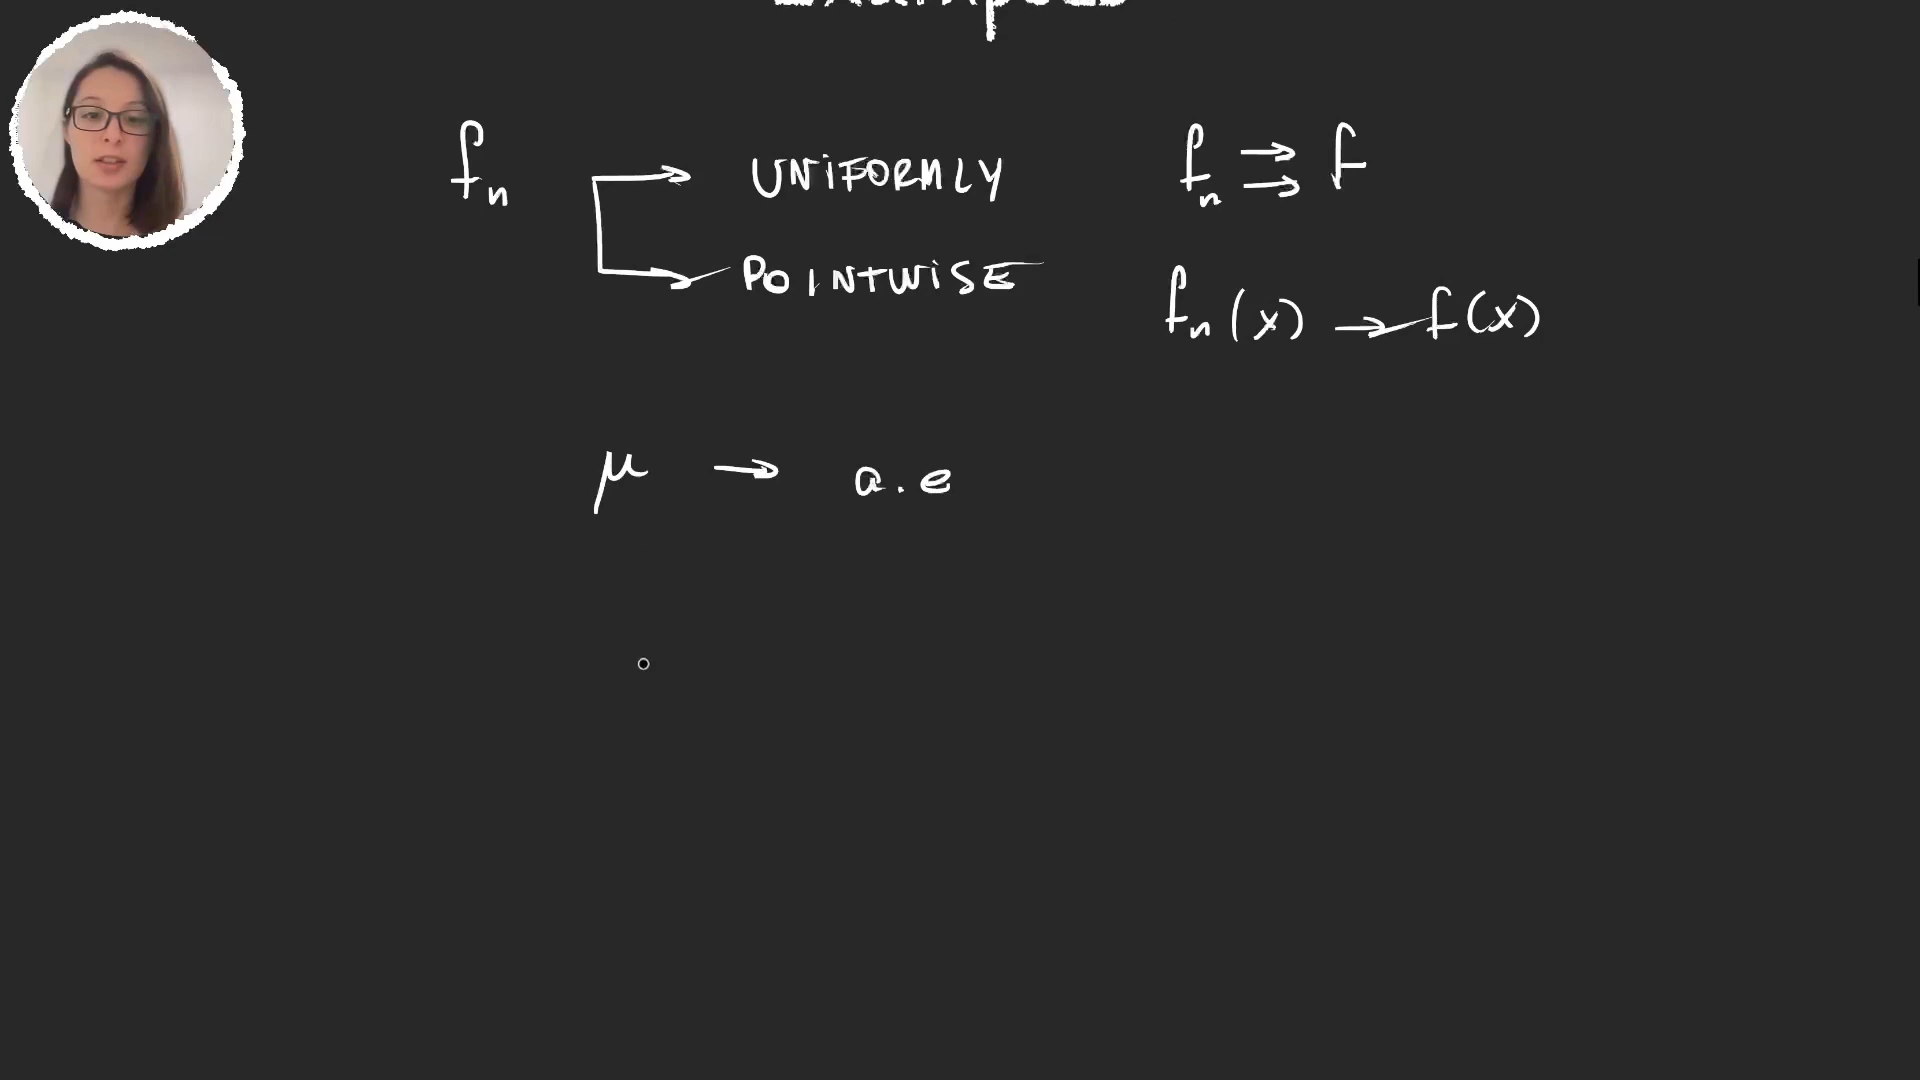 fₙ → UNIFORMLY fₙ ⇉ f
→ POINTWISE fₙ(x) → f(x)
μ → a.e